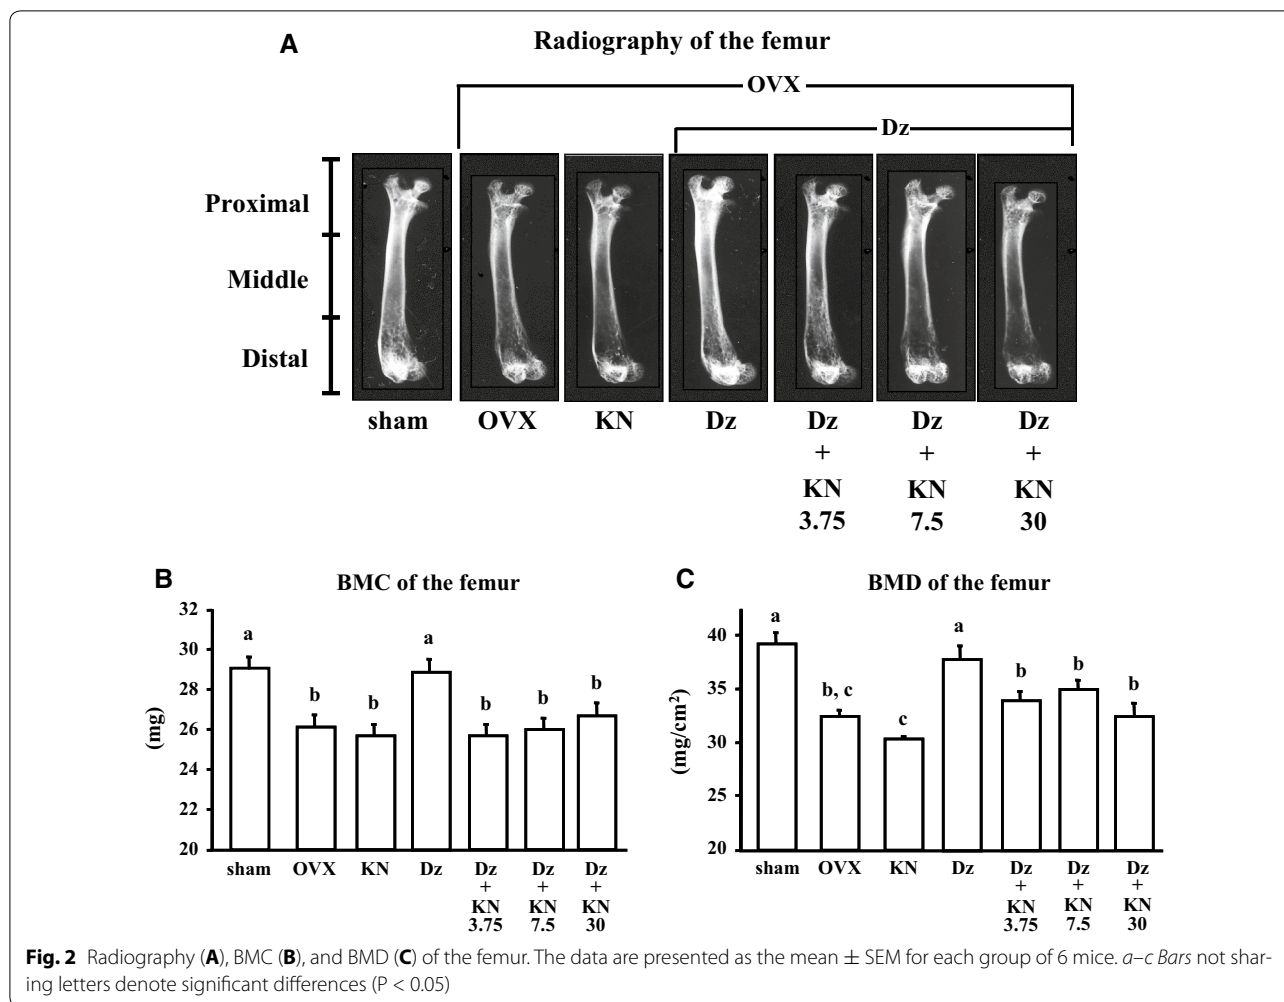 A
Radiography of the femur
OVX
Dz
Proximal
Middle
Distal
sham OVX KN Dz Dz Dz Dz
+ + +
KN KN KN
3.75 7.5 30
B
BMC of the femur
32
30
28
26
24
22
20
(mg)
a b b a b b b
sham OVX KN Dz Dz Dz Dz
+ + +
KN KN KN
3.75 7.5 30
C
BMD of the femur
40
35
30
25
20
(mg/cm²)
a b, c c a b b b
sham OVX KN Dz Dz Dz Dz
+ + +
KN KN KN
3.75 7.5 30
Fig. 2 Radiography (A), BMC (B), and BMD (C) of the femur. The data are presented as the mean ± SEM for each group of 6 mice. a–c Bars not shar-
ing letters denote significant differences (P < 0.05)